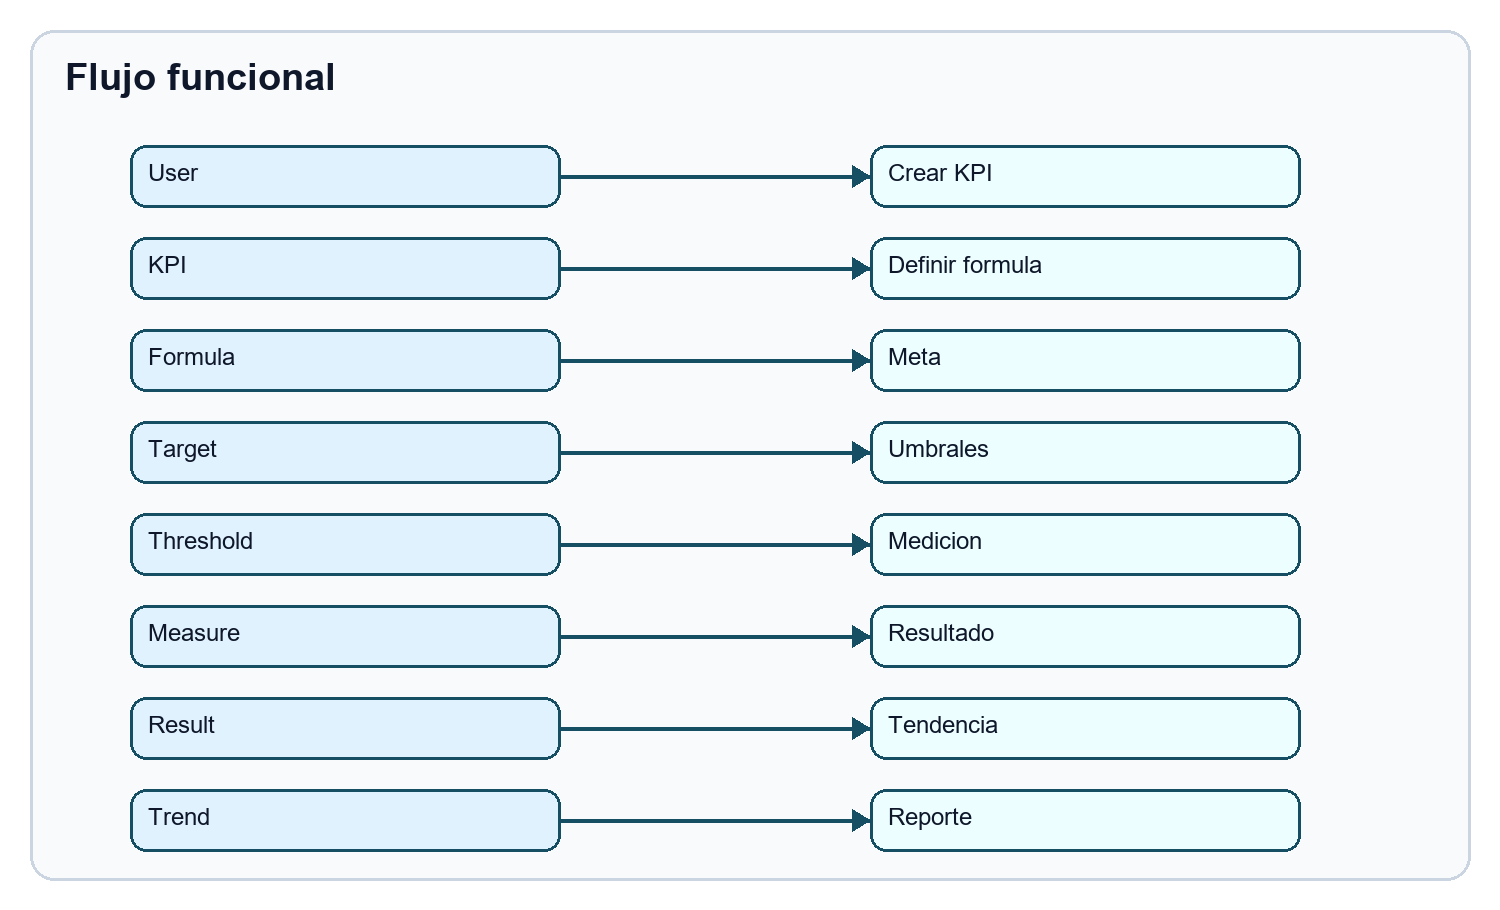 Flujo funcional
User
Crear KPI
KPI
Definir formula
Formula
Meta
Target
Umbrales
Threshold
Medicion
Measure
Resultado
Result
Tendencia
Trend
Reporte